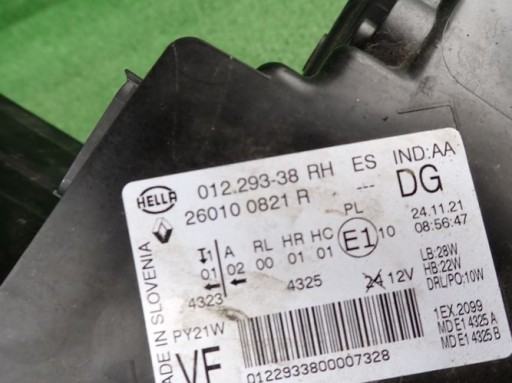 HELLA
012.293-38 RH ES IND:AA
260100821 R --- DG
24.11.21
08:56:47
PL
A RL HR HC
E1 10
01 02 00 01 01
4323 4325 24 12V
LB:28W
HB:22W
DRL/PO:10W
MADE IN SLOVENIA
PY21W
VF
0122933800007328
1EX.2099
MD E1 4325 A
MD E1 4325 B